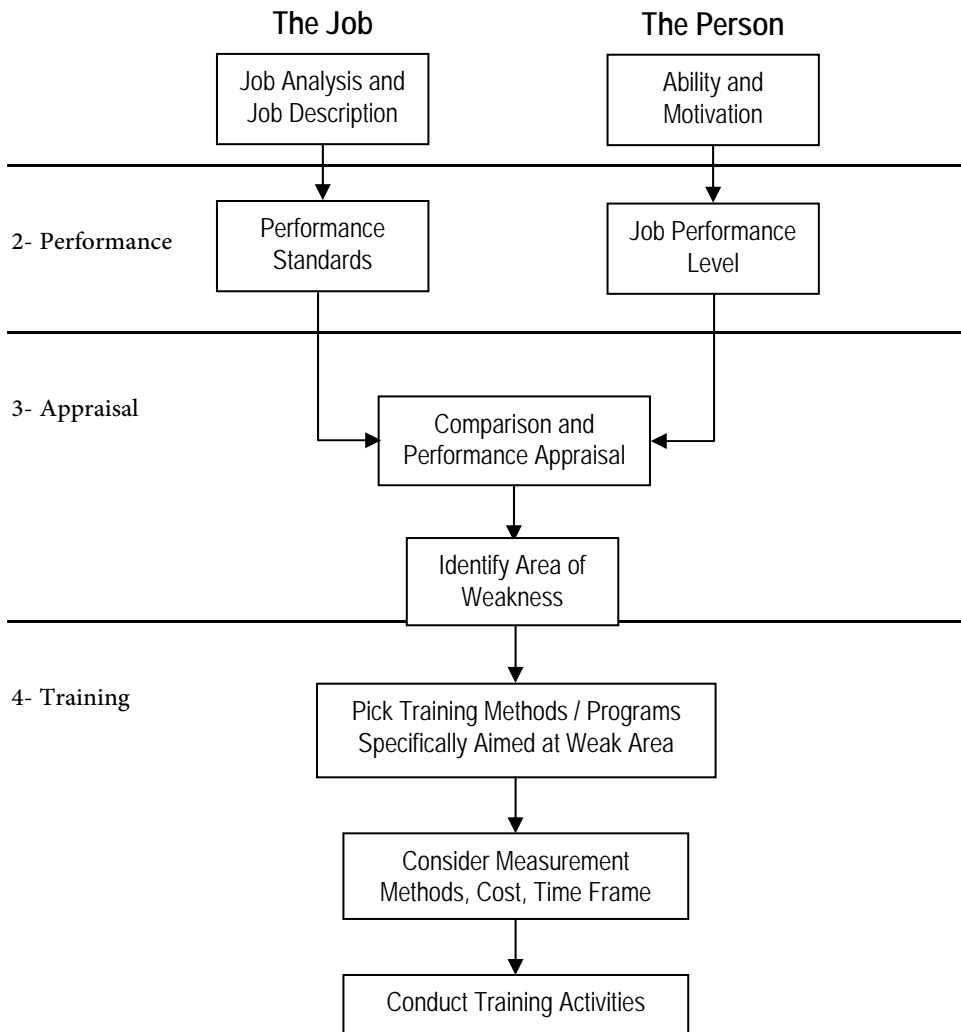 The Job
The Person
Job Analysis and
Job Description
Ability and
Motivation
2- Performance
Performance
Standards
Job Performance
Level
3- Appraisal
Comparison and
Performance Appraisal
Identify Area of
Weakness
4- Training
Pick Training Methods / Programs
Specifically Aimed at Weak Area
Consider Measurement
Methods, Cost, Time Frame
Conduct Training Activities